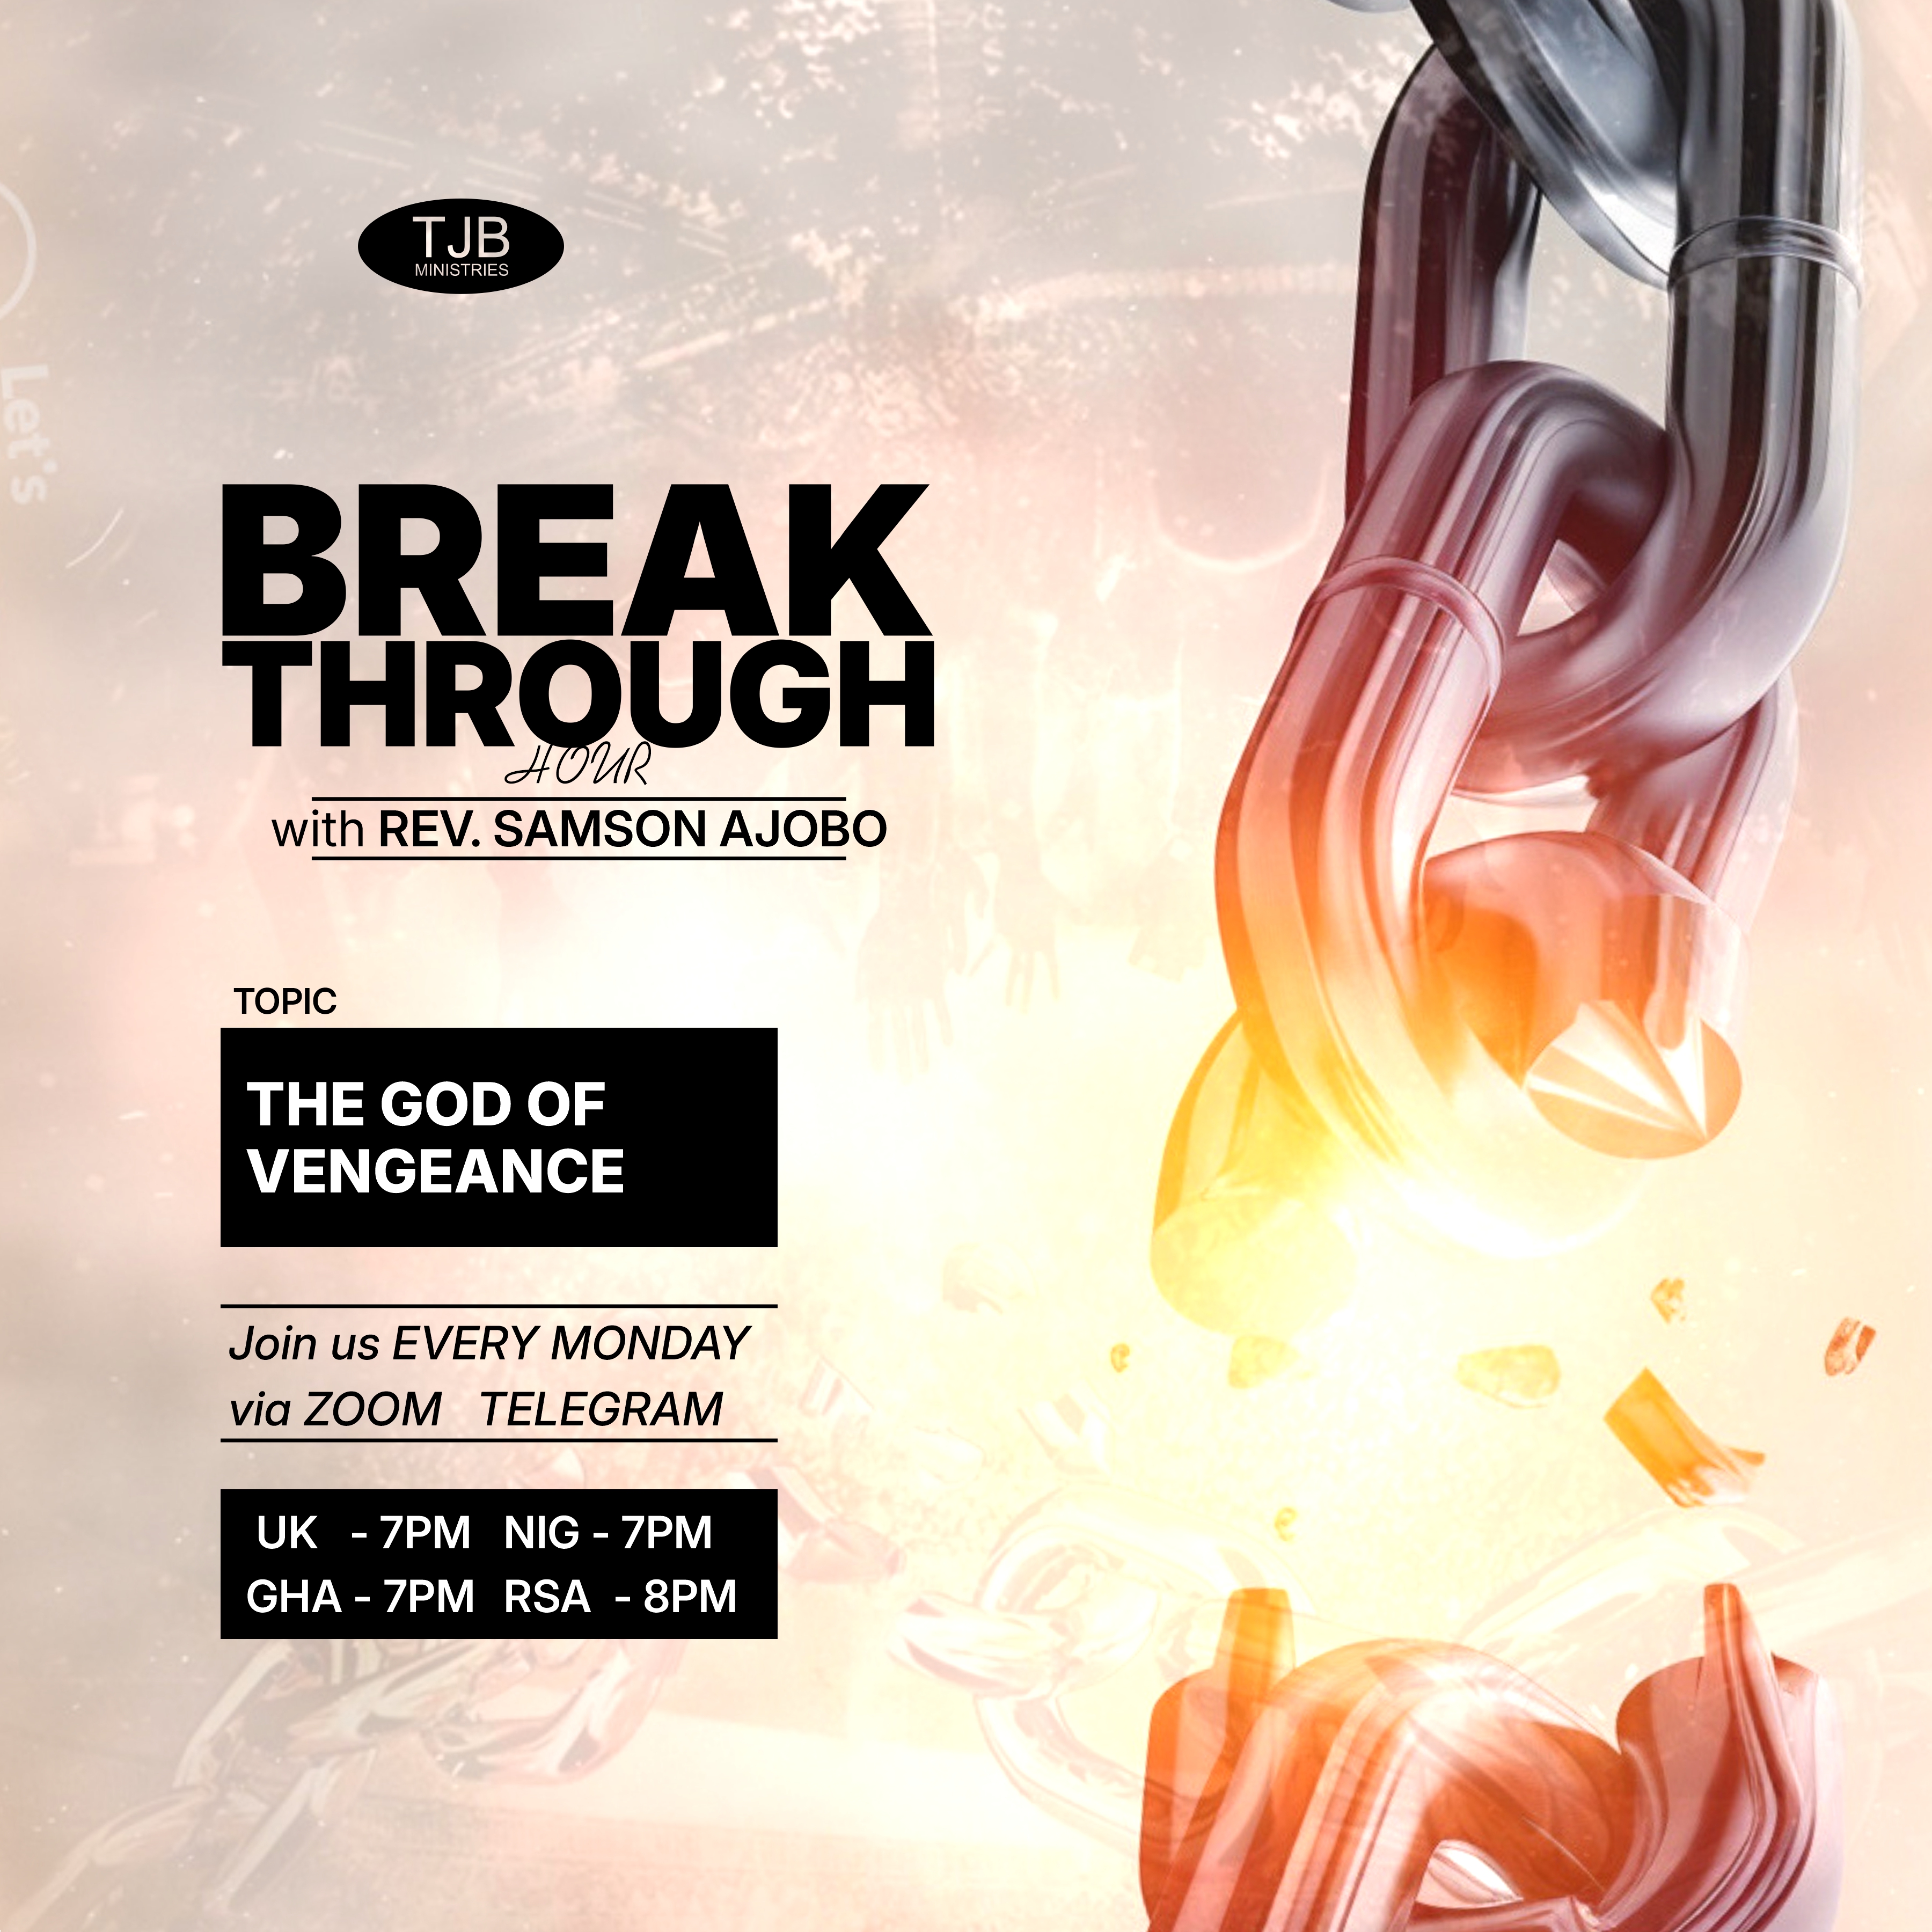 TJB
MINISTRIES
Let's
BREAK
THROUGH
HOUR
with REV. SAMSON AJOBO
TOPIC
THE GOD OF
VENGEANCE
Join us EVERY MONDAY
via ZOOM TELEGRAM
UK - 7PM NIG - 7PM
GHA - 7PM RSA - 8PM